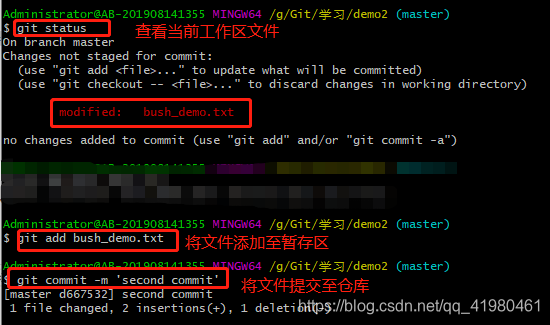 Administrator@AB-201908141355 MINGW64 /g/Git/学习/demo2 (master)
$ git status 查看当前工作区文件
On branch master
Changes not staged for commit:
(use "git add <file>..." to update what will be committed)
(use "git checkout -- <file>..." to discard changes in working directory)
modified: bush_demo.txt
no changes added to commit (use "git add" and/or "git commit -a")
Administrator@AB-201908141355 MINGW64 /g/Git/学习/demo2 (master)
$ git add bush_demo.txt 将文件添加至暂存区
Administrator@AB-201908141355 MINGW64 /g/Git/学习/demo2 (master)
$ git commit -m 'second commit' 将文件提交至仓库
[master d667532] second commit
1 file changed, 2 insertions(+), 1 deletion(-)
https://blog.csdn.net/qq_41980461